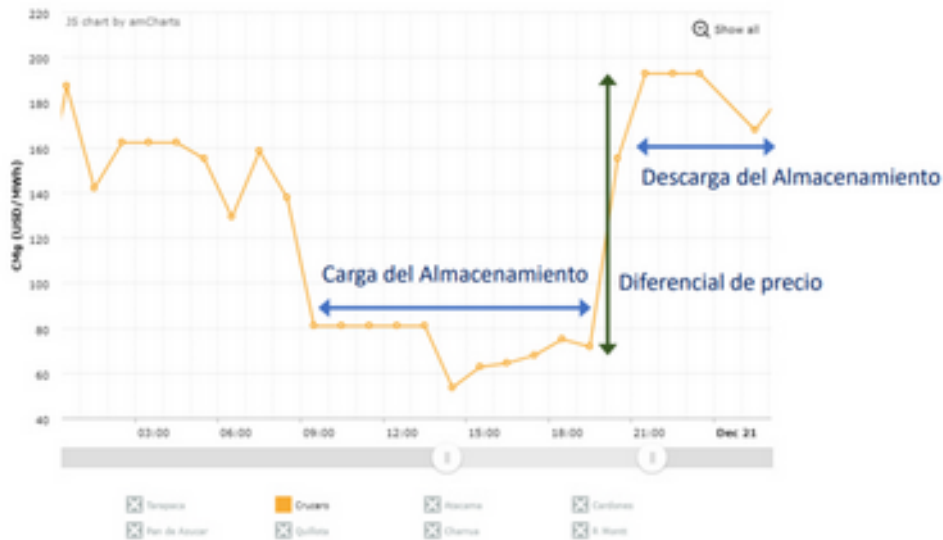 220
JS chart by amCharts
Show all
200
180
160
140
120
100
80
60
40
CMg (USD/MWh)
Descarga del Almacenamiento
Carga del Almacenamiento
Diferencial de precio
03:00
06:00
09:00
12:00
15:00
18:00
21:00
Dec 21
Tarapaca
Crucero
Atacama
Cardones
Pan de Azucar
Quillota
Charrua
P. Montt